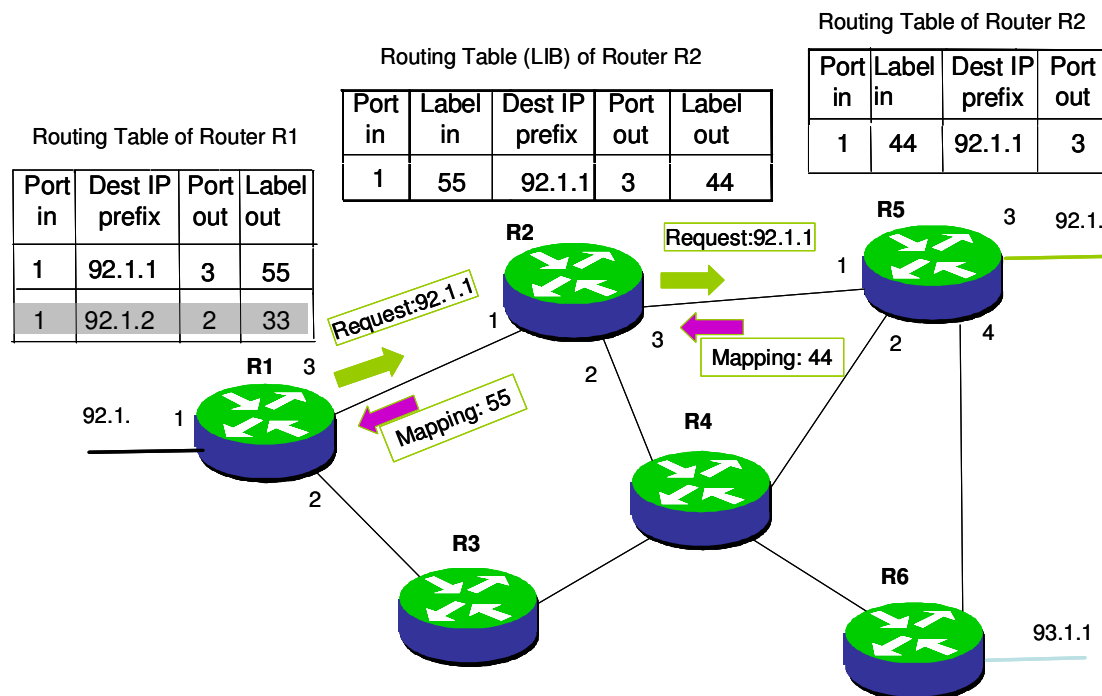 Routing Table of Router R2
Port in Label in Dest IP prefix Port out
1 44 92.1.1 3
Routing Table (LIB) of Router R2
Port in Label in Dest IP prefix Port out Label out
1 55 92.1.1 3 44
Routing Table of Router R1
Port in Dest IP prefix Port out Label out
1 92.1.1 3 55
1 92.1.2 2 33
R2
Request:92.1.1
R5
3
92.1.
1
Request:92.1.1
1
3
Mapping: 44
2
4
R1
3
2
92.1.
1
Mapping: 55
R4
2
R3
R6
93.1.1